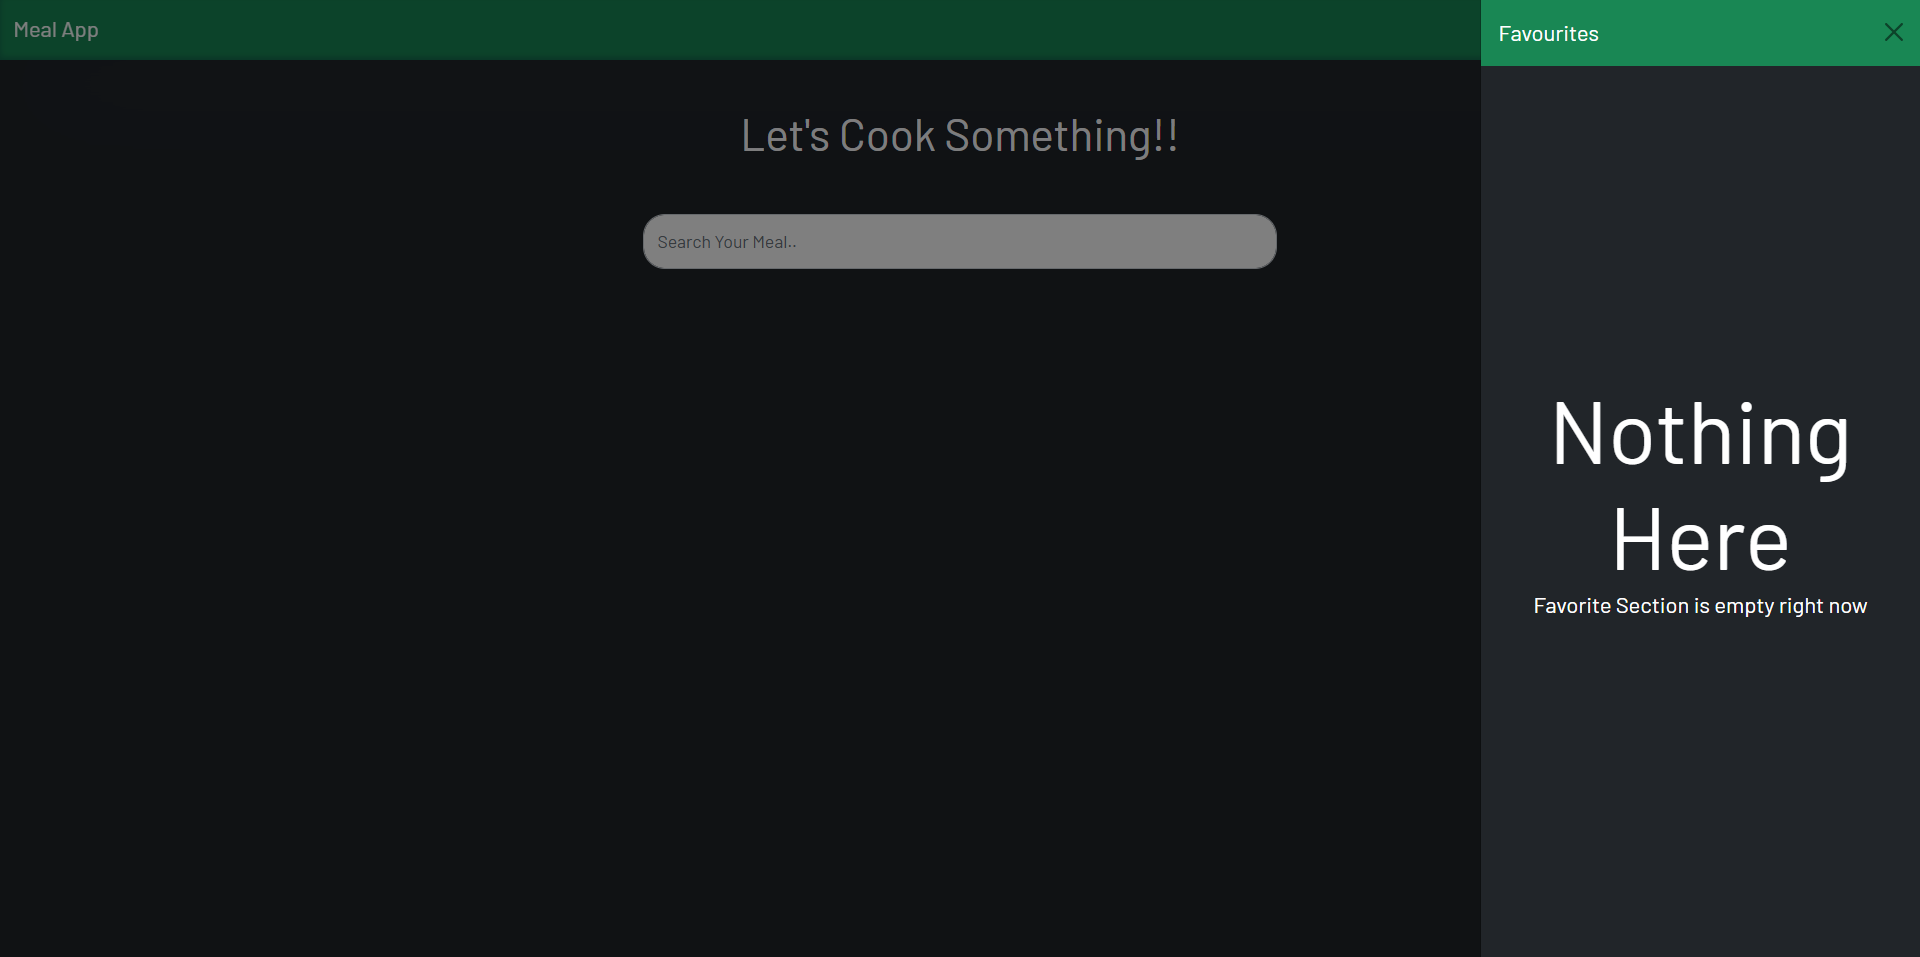 Meal App
Favourites
Let's Cook Something!!
Search Your Meal..
Nothing
Here
Favorite Section is empty right now